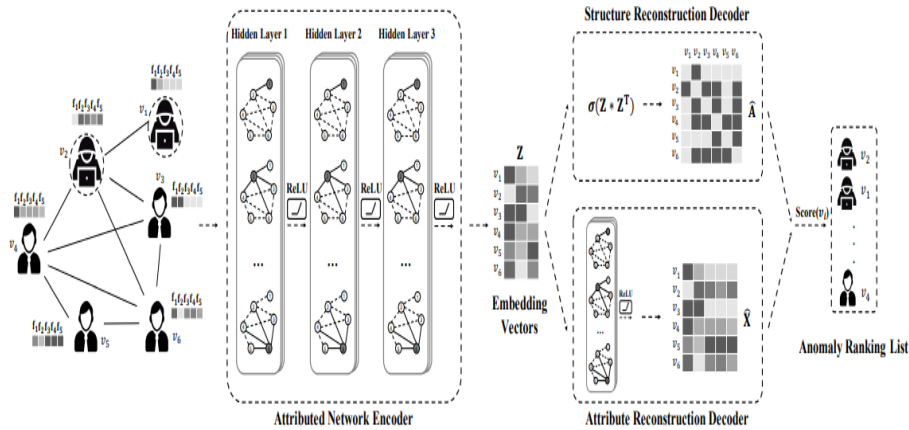 Structure Reconstruction Decoder
Hidden Layer 1 Hidden Layer 2 Hidden Layer 3
f₁f₂f₃f₄f₅
v₁
f₁f₂f₃f₄f₅
v₂
v₃
f₁f₂f₃f₄f₅
f₁f₂f₃f₄f₅
v₄
f₁f₂f₃f₄f₅
v₅
f₁f₂f₃f₄f₅
v₆
ReLU ReLU ReLU
... ... ...
Attributed Network Encoder
Z
v₁
v₂
v₃
v₄
v₅
v₆
Embedding
Vectors
σ(Z * Zᵀ)
v₁ v₂ v₃ v₄ v₅ v₆
v₁
v₂
v₃
v₄
v₅
v₆
Â
ReLU
...
v₁
v₂
v₃
v₄
v₅
v₆
X̂
Attribute Reconstruction Decoder
Score(vᵢ)
v₂
v₁
.
.
.
v₄
Anomaly Ranking List